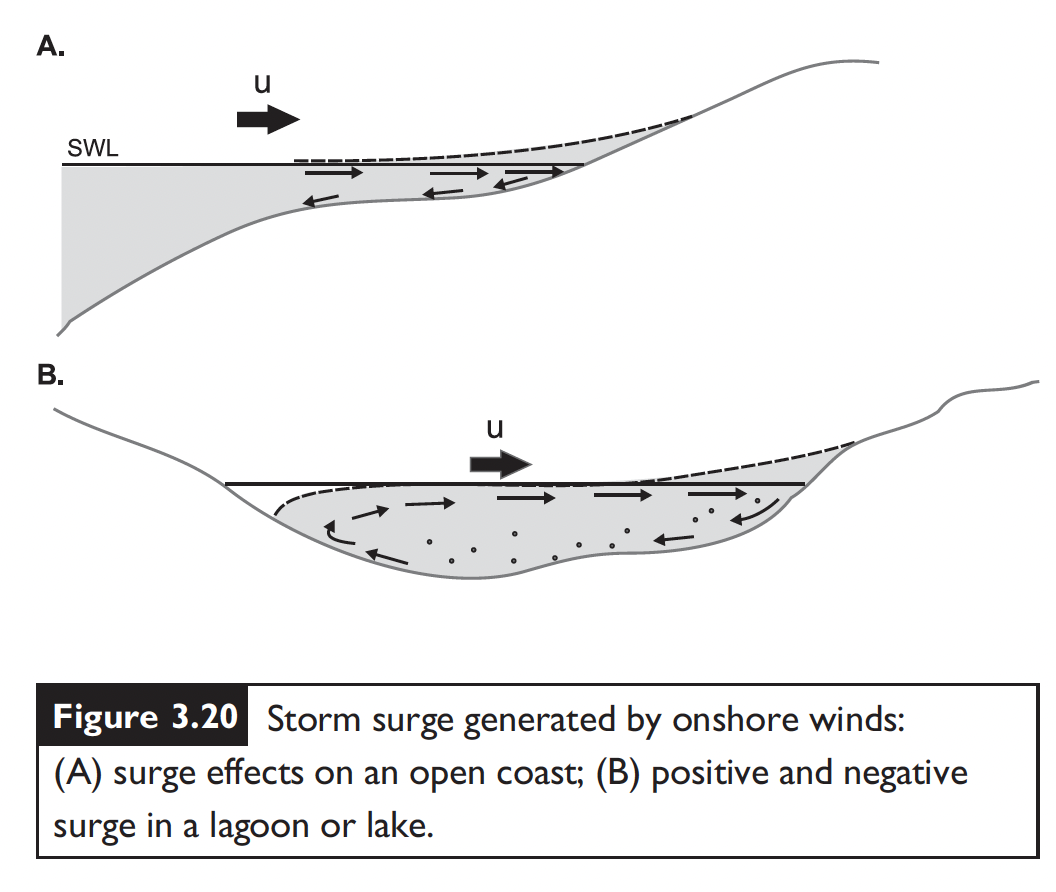 A.
u
SWL
B.
u
Figure 3.20 Storm surge generated by onshore winds:
(A) surge effects on an open coast; (B) positive and negative
surge in a lagoon or lake.